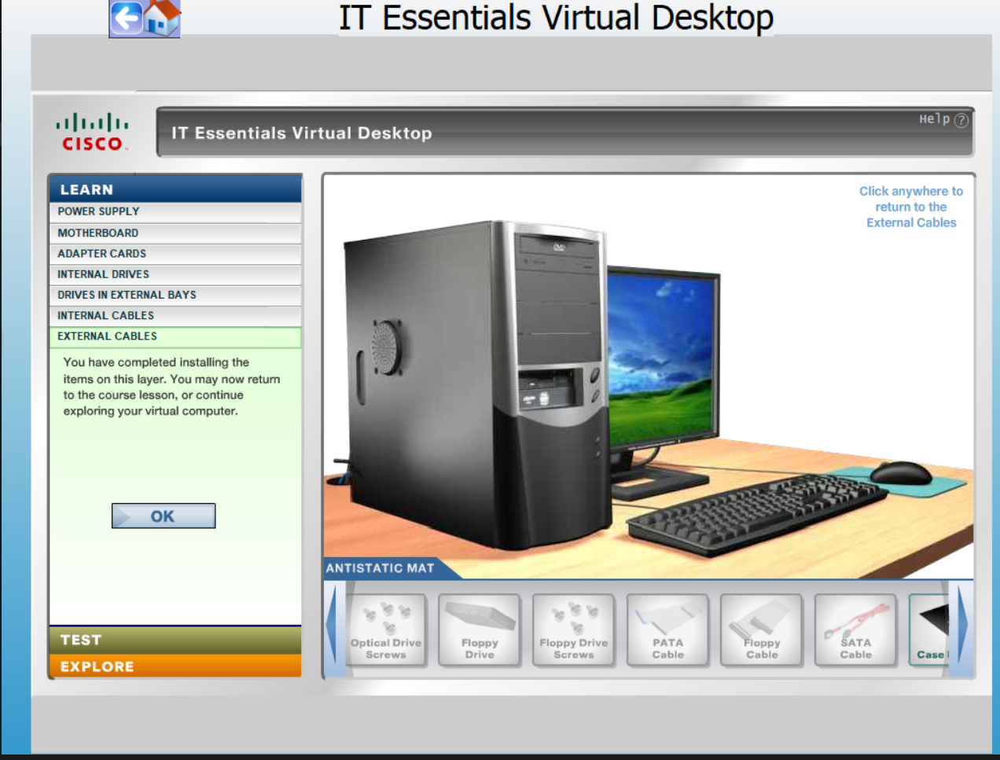 IT Essentials Virtual Desktop
CISCO
IT Essentials Virtual Desktop
Help ?
LEARN
POWER SUPPLY
MOTHERBOARD
ADAPTER CARDS
INTERNAL DRIVES
DRIVES IN EXTERNAL BAYS
INTERNAL CABLES
EXTERNAL CABLES
You have completed installing the
items on this layer. You may now return
to the course lesson, or continue
exploring your virtual computer.
OK
TEST
EXPLORE
Click anywhere to
return to the
External Cables
ANTISTATIC MAT
Optical Drive
Screws
Floppy
Drive
Floppy Drive
Screws
PATA
Cable
Floppy
Cable
SATA
Cable
Case